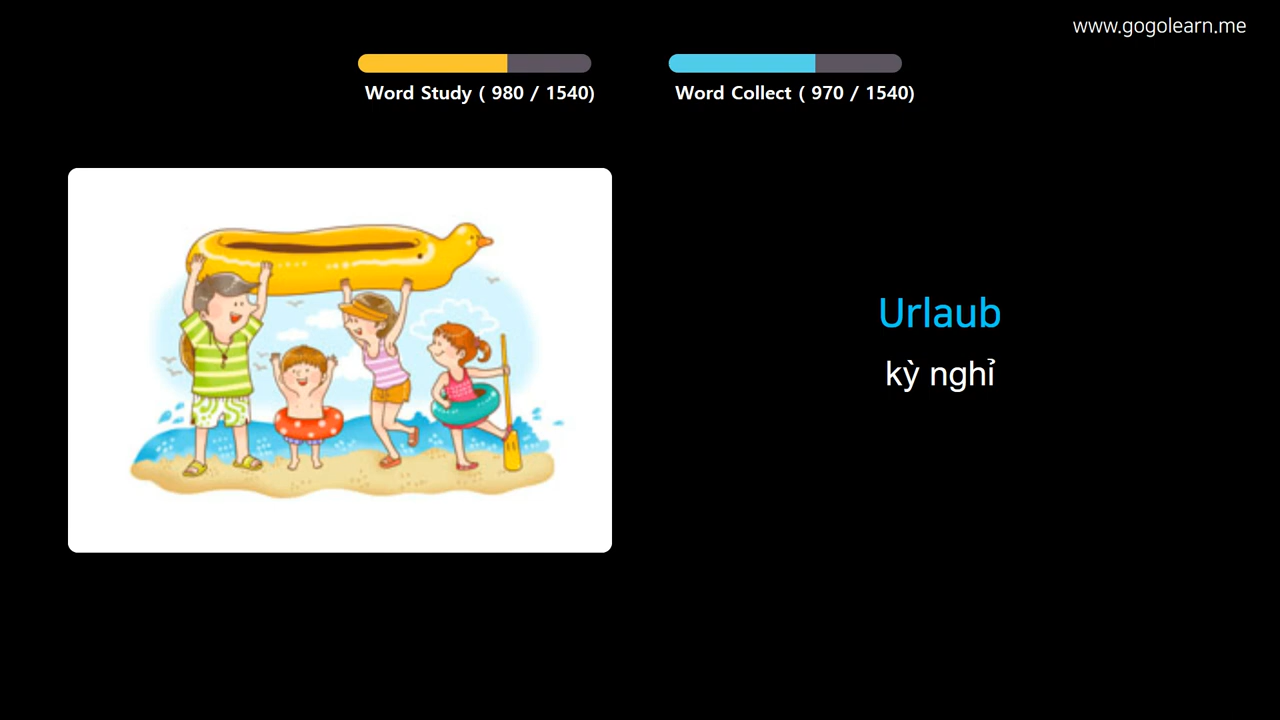 www.gogolearn.me
Word Study ( 980 / 1540)
Word Collect ( 970 / 1540)
Urlaub
kỳ nghỉ